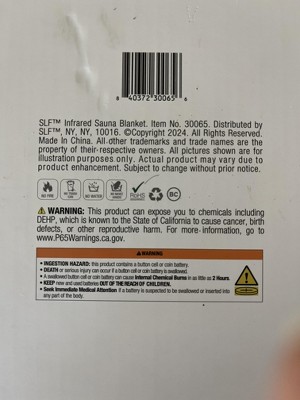 8 40372 30065 6
SLF™ Infrared Sauna Blanket. Item No. 30065. Distributed by
SLF™, NY, NY, 10016. ©Copyright 2024. All Rights Reserved.
Made In China. All other trademarks and trade names are the
property of their respective owners. All pictures shown are for
illustration purposes only. Actual product may vary due to
product enhancement. Subject to change without prior notice.
NO FIRE
NO WATER
RoHS
BC
⚠ WARNING: This product can expose you to chemicals including
DEHP, which is known to the State of California to cause cancer, birth
defects, or other reproductive harm. For more information, go to
www.P65Warnings.ca.gov.
⚠ WARNING
• INGESTION HAZARD: this product contains a button cell or coin battery.
• DEATH or serious injury can occur if a button cell or coin battery is swallowed.
• A swallowed button cell or coin battery can cause Internal Chemical Burns in as little as 2 Hours.
• KEEP new and used batteries OUT OF THE REACH OF CHILDREN.
• Seek Immediate Medical Attention if a battery is suspected to be swallowed or inserted into
any part of the body.